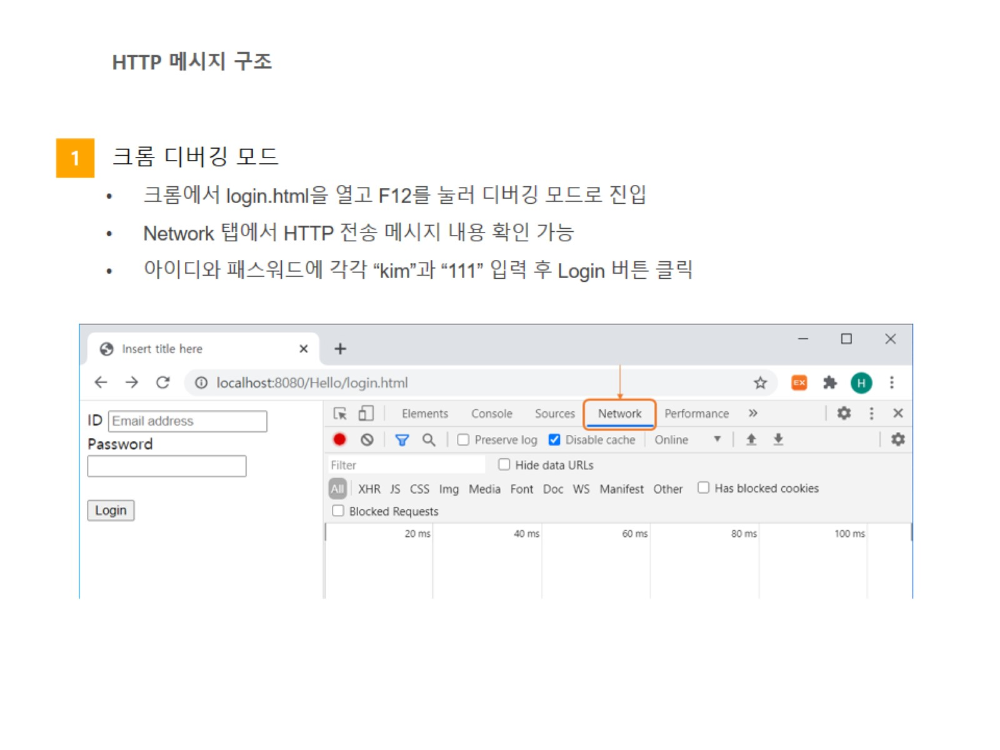 HTTP 메시지 구조
1 크롬 디버깅 모드
• 크롬에서 login.html을 열고 F12를 눌러 디버깅 모드로 진입
• Network 탭에서 HTTP 전송 메시지 내용 확인 가능
• 아이디와 패스워드에 각각 “kim”과 “111” 입력 후 Login 버튼 클릭
Insert title here
localhost:8080/Hello/login.html
EX
H
ID Email address
Password
Login
Elements Console Sources Network Performance
Preserve log Disable cache Online
Filter Hide data URLs
All XHR JS CSS Img Media Font Doc WS Manifest Other Has blocked cookies
Blocked Requests
20 ms 40 ms 60 ms 80 ms 100 ms